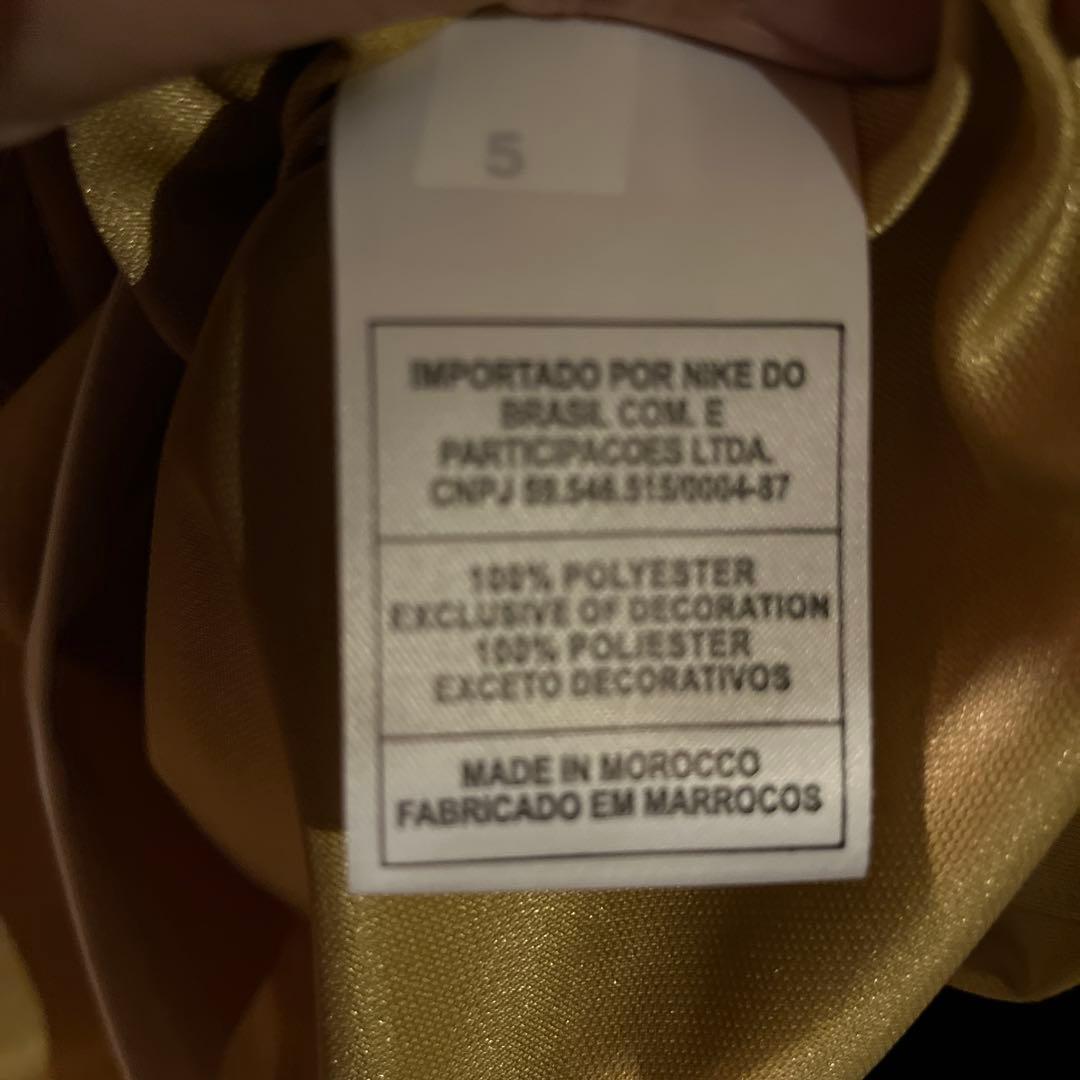 5
IMPORTADO POR NIKE DO
BRASIL COM. E
PARTICIPACOES LTDA.
CNPJ 59.546.515/0004-87
100% POLYESTER
EXCLUSIVE OF DECORATION
100% POLIESTER
EXCETO DECORATIVOS
MADE IN MOROCCO
FABRICADO EM MARROCOS